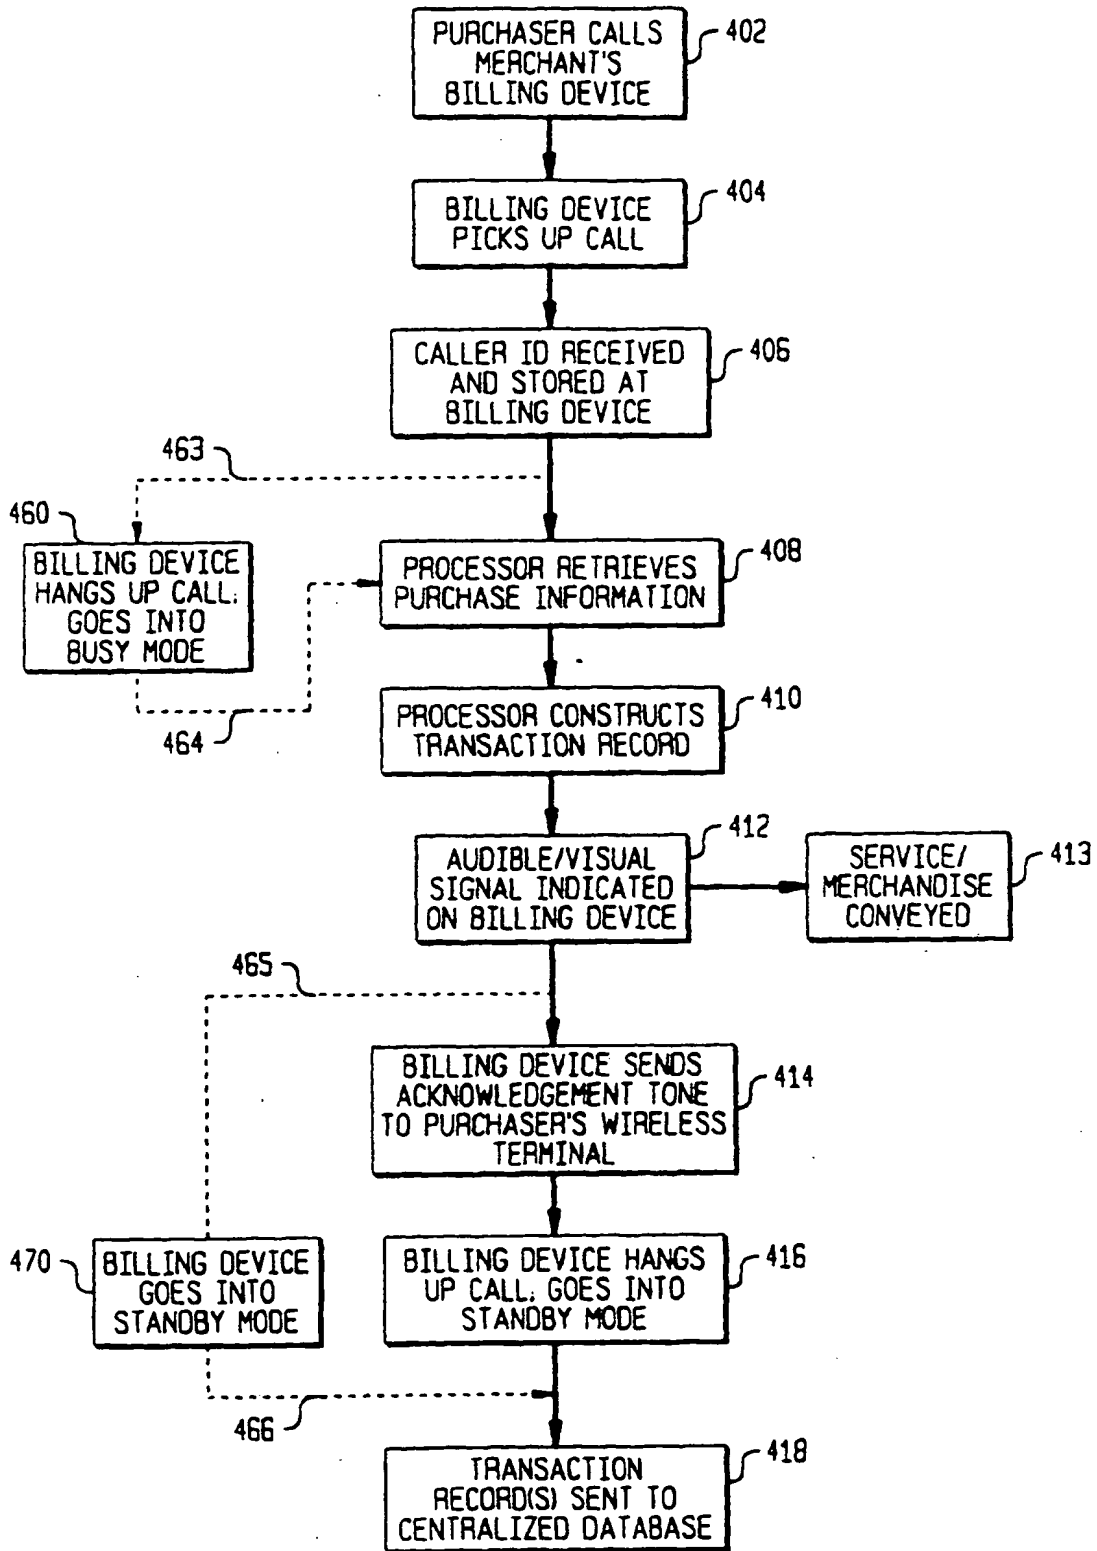 PURCHASER CALLS
MERCHANT'S
BILLING DEVICE
402
BILLING DEVICE
PICKS UP CALL
404
CALLER ID RECEIVED
AND STORED AT
BILLING DEVICE
406
463
460
BILLING DEVICE
HANGS UP CALL;
GOES INTO
BUSY MODE
464
PROCESSOR RETRIEVES
PURCHASE INFORMATION
408
PROCESSOR CONSTRUCTS
TRANSACTION RECORD
410
AUDIBLE/VISUAL
SIGNAL INDICATED
ON BILLING DEVICE
412
SERVICE/
MERCHANDISE
CONVEYED
413
465
BILLING DEVICE SENDS
ACKNOWLEDGEMENT TONE
TO PURCHASER'S WIRELESS
TERMINAL
414
470
BILLING DEVICE
GOES INTO
STANDBY MODE
BILLING DEVICE HANGS
UP CALL; GOES INTO
STANDBY MODE
416
466
TRANSACTION
RECORD(S) SENT TO
CENTRALIZED DATABASE
418